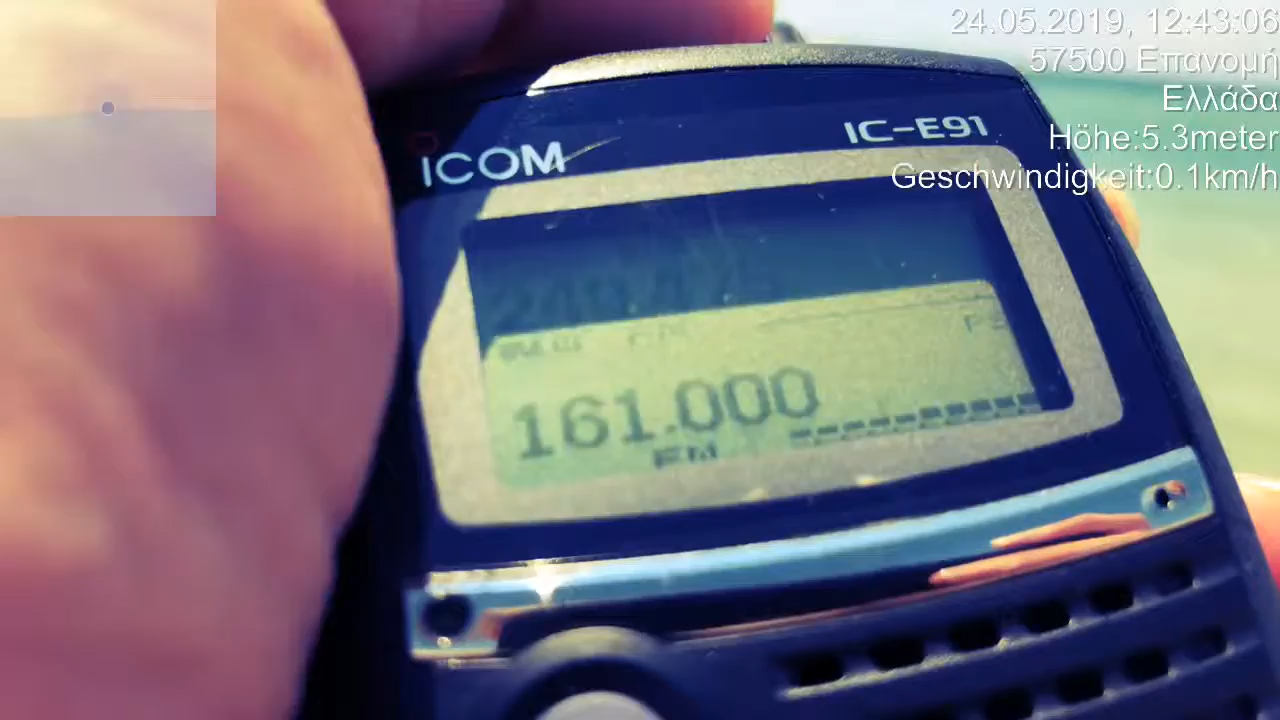 24.05.2019, 12:43:06
57500 Επανομή
Ελλάδα
Höhe:5.3meter
Geschwindigkeit:0.1km/h
IC-E91
ICOM
161.000
FM